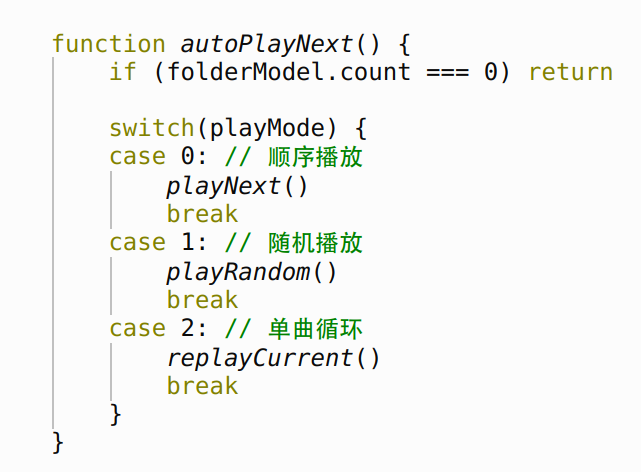 function autoPlayNext() {
    if (folderModel.count === 0) return

    switch(playMode) {
    case 0: // 顺序播放
        playNext()
        break
    case 1: // 随机播放
        playRandom()
        break
    case 2: // 单曲循环
        replayCurrent()
        break
    }
}